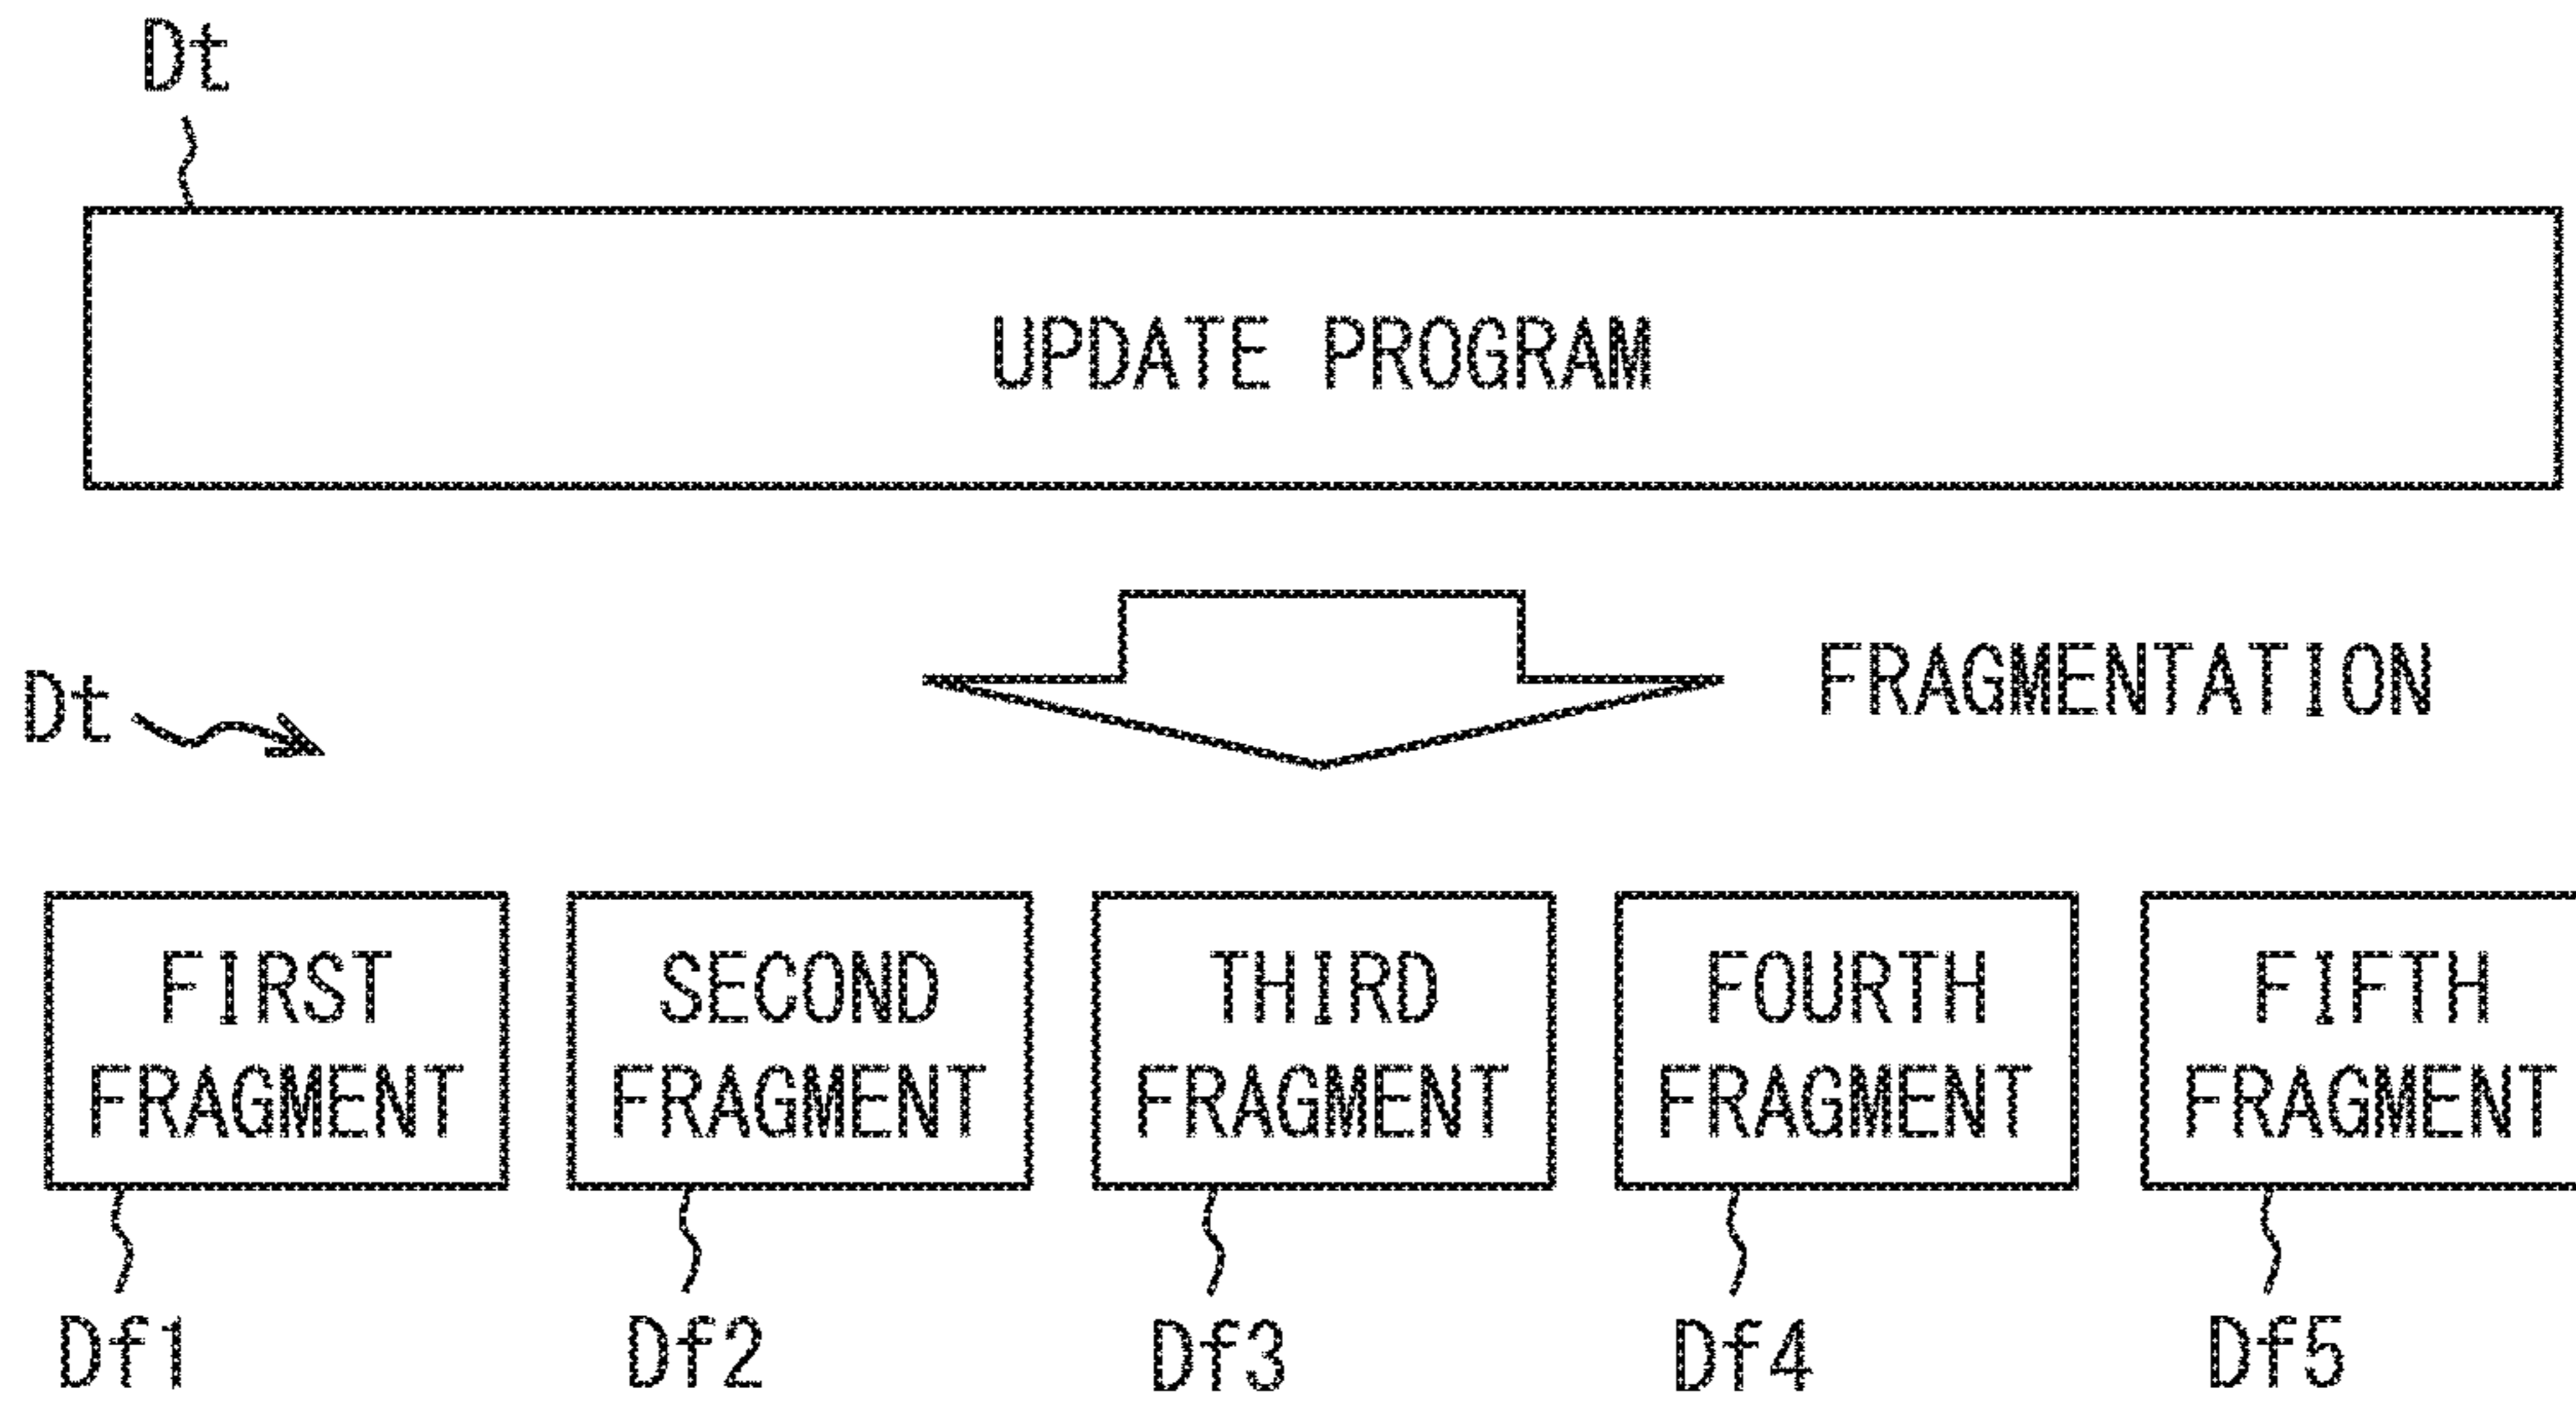 Dt
UPDATE PROGRAM
FRAGMENTATION
Dt
FIRST
FRAGMENT
SECOND
FRAGMENT
THIRD
FRAGMENT
FOURTH
FRAGMENT
FIFTH
FRAGMENT
Df1
Df2
Df3
Df4
Df5